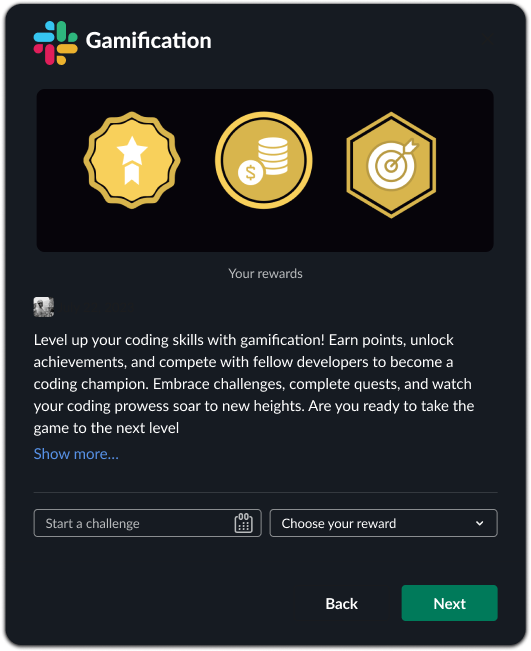 Gamification
$
Your rewards
Level up your coding skills with gamification! Earn points, unlock
achievements, and compete with fellow developers to become a
coding champion. Embrace challenges, complete quests, and watch
your coding prowess soar to new heights. Are you ready to take the
game to the next level
Show more...
Start a challenge
Choose your reward
Back
Next